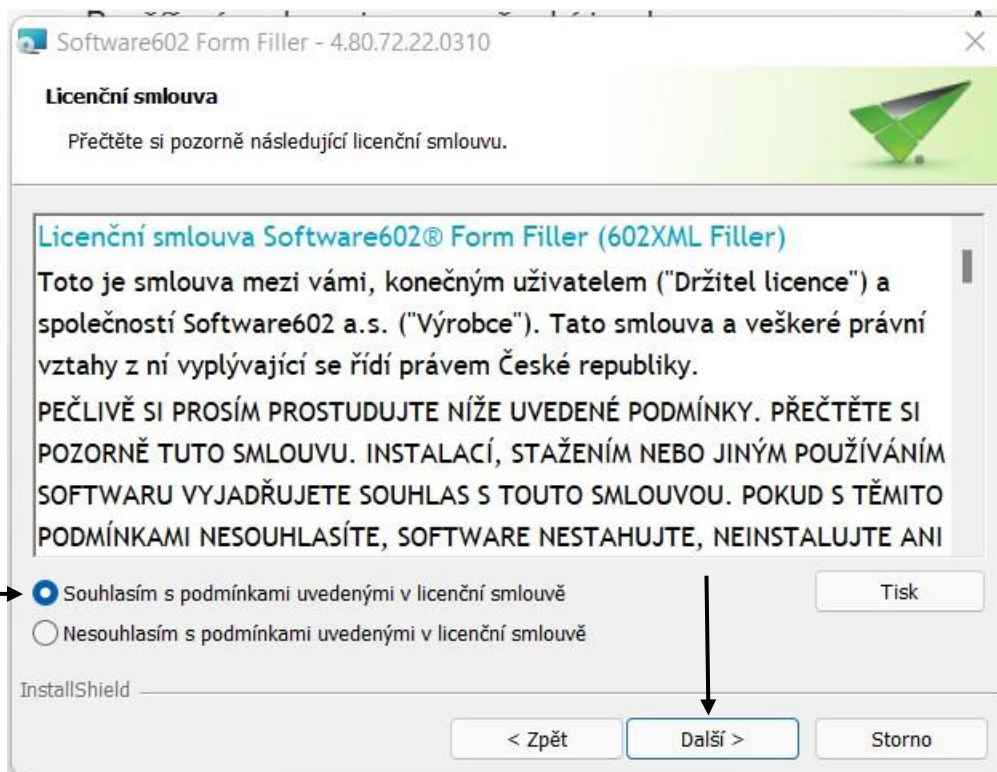 Software602 Form Filler - 4.80.72.22.0310
Licenční smlouva
Přečtěte si pozorně následující licenční smlouvu.
Licenční smlouva Software602® Form Filler (602XML Filler)
Toto je smlouva mezi vámi, konečným uživatelem ("Držitel licence") a
společností Software602 a.s. ("Výrobce"). Tato smlouva a veškeré právní
vztahy z ní vyplývající se řídí právem České republiky.
PEČLIVĚ SI PROSÍM PROSTUDUJTE NÍŽE UVEDENÉ PODMÍNKY. PŘEČTĚTE SI
POZORNĚ TUTO SMLOUVU. INSTALACÍ, STAŽENÍM NEBO JINÝM POUŽÍVÁNÍM
SOFTWARU VYJADŘUJETE SOUHLAS S TOUTO SMLOUVOU. POKUD S TĚMITO
PODMÍNKAMI NESOUHLASÍTE, SOFTWARE NESTAHUJTE, NEINSTALUJTE ANI
Souhlasím s podmínkami uvedenými v licenční smlouvě
Tisk
Nesouhlasím s podmínkami uvedenými v licenční smlouvě
InstallShield
< Zpět
Další >
Storno